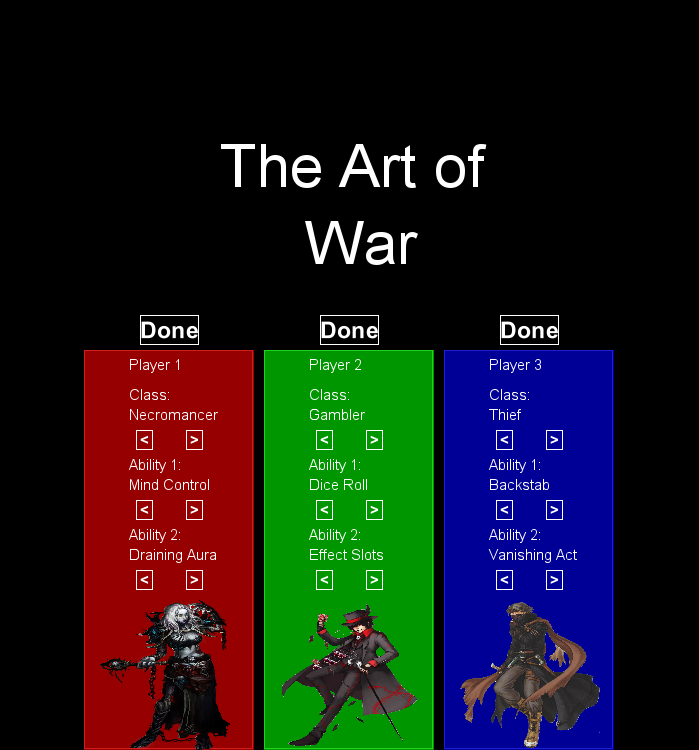 The Art of
War
Done
Done
Done
Player 1
Class:
Necromancer
< >
Ability 1:
Mind Control
< >
Ability 2:
Draining Aura
< >
Player 2
Class:
Gambler
< >
Ability 1:
Dice Roll
< >
Ability 2:
Effect Slots
< >
Player 3
Class:
Thief
< >
Ability 1:
Backstab
< >
Ability 2:
Vanishing Act
< >